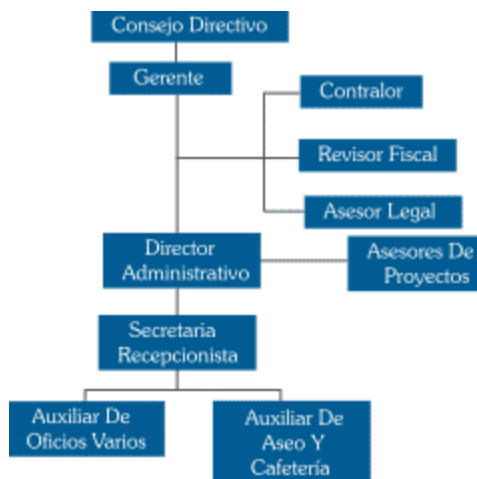 Consejo Directivo
Gerente
Contralor
Revisor Fiscal
Asesor Legal
Director
Administrativo
Asesores De
Proyectos
Secretaria
Recepcionista
Auxiliar De
Oficios Varios
Auxiliar De
Aseo Y
Cafetería